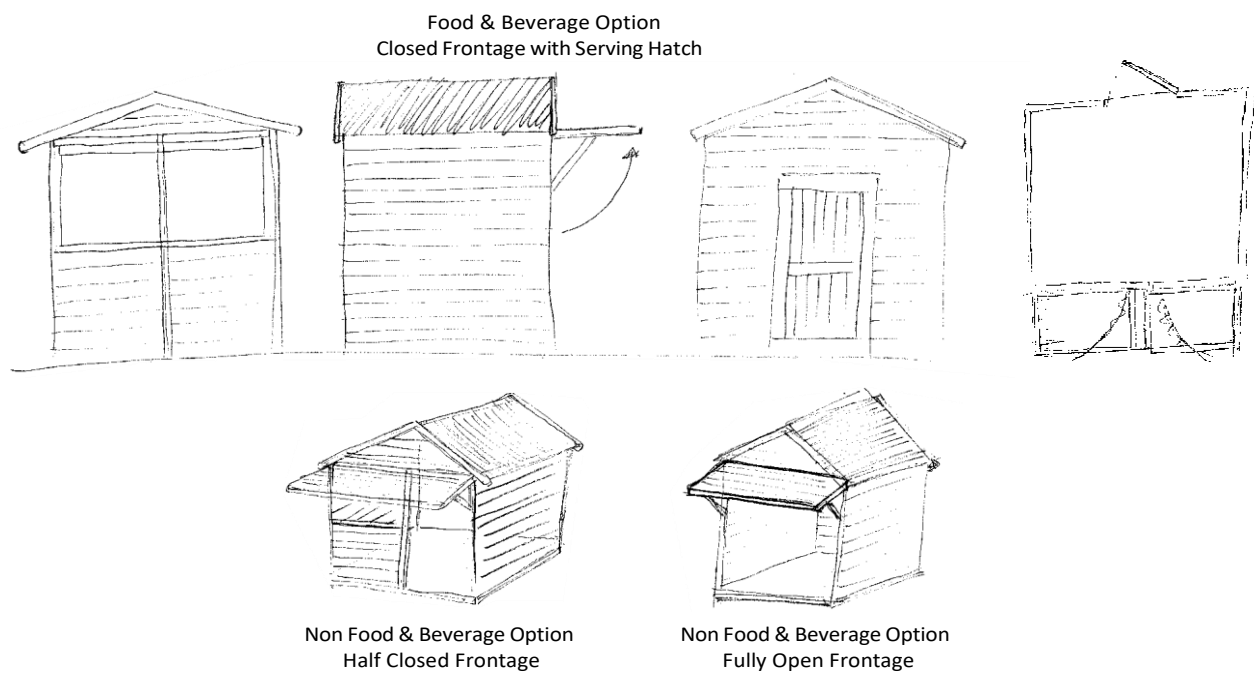 Food & Beverage Option
Closed Frontage with Serving Hatch
Non Food & Beverage Option
Half Closed Frontage
Non Food & Beverage Option
Fully Open Frontage